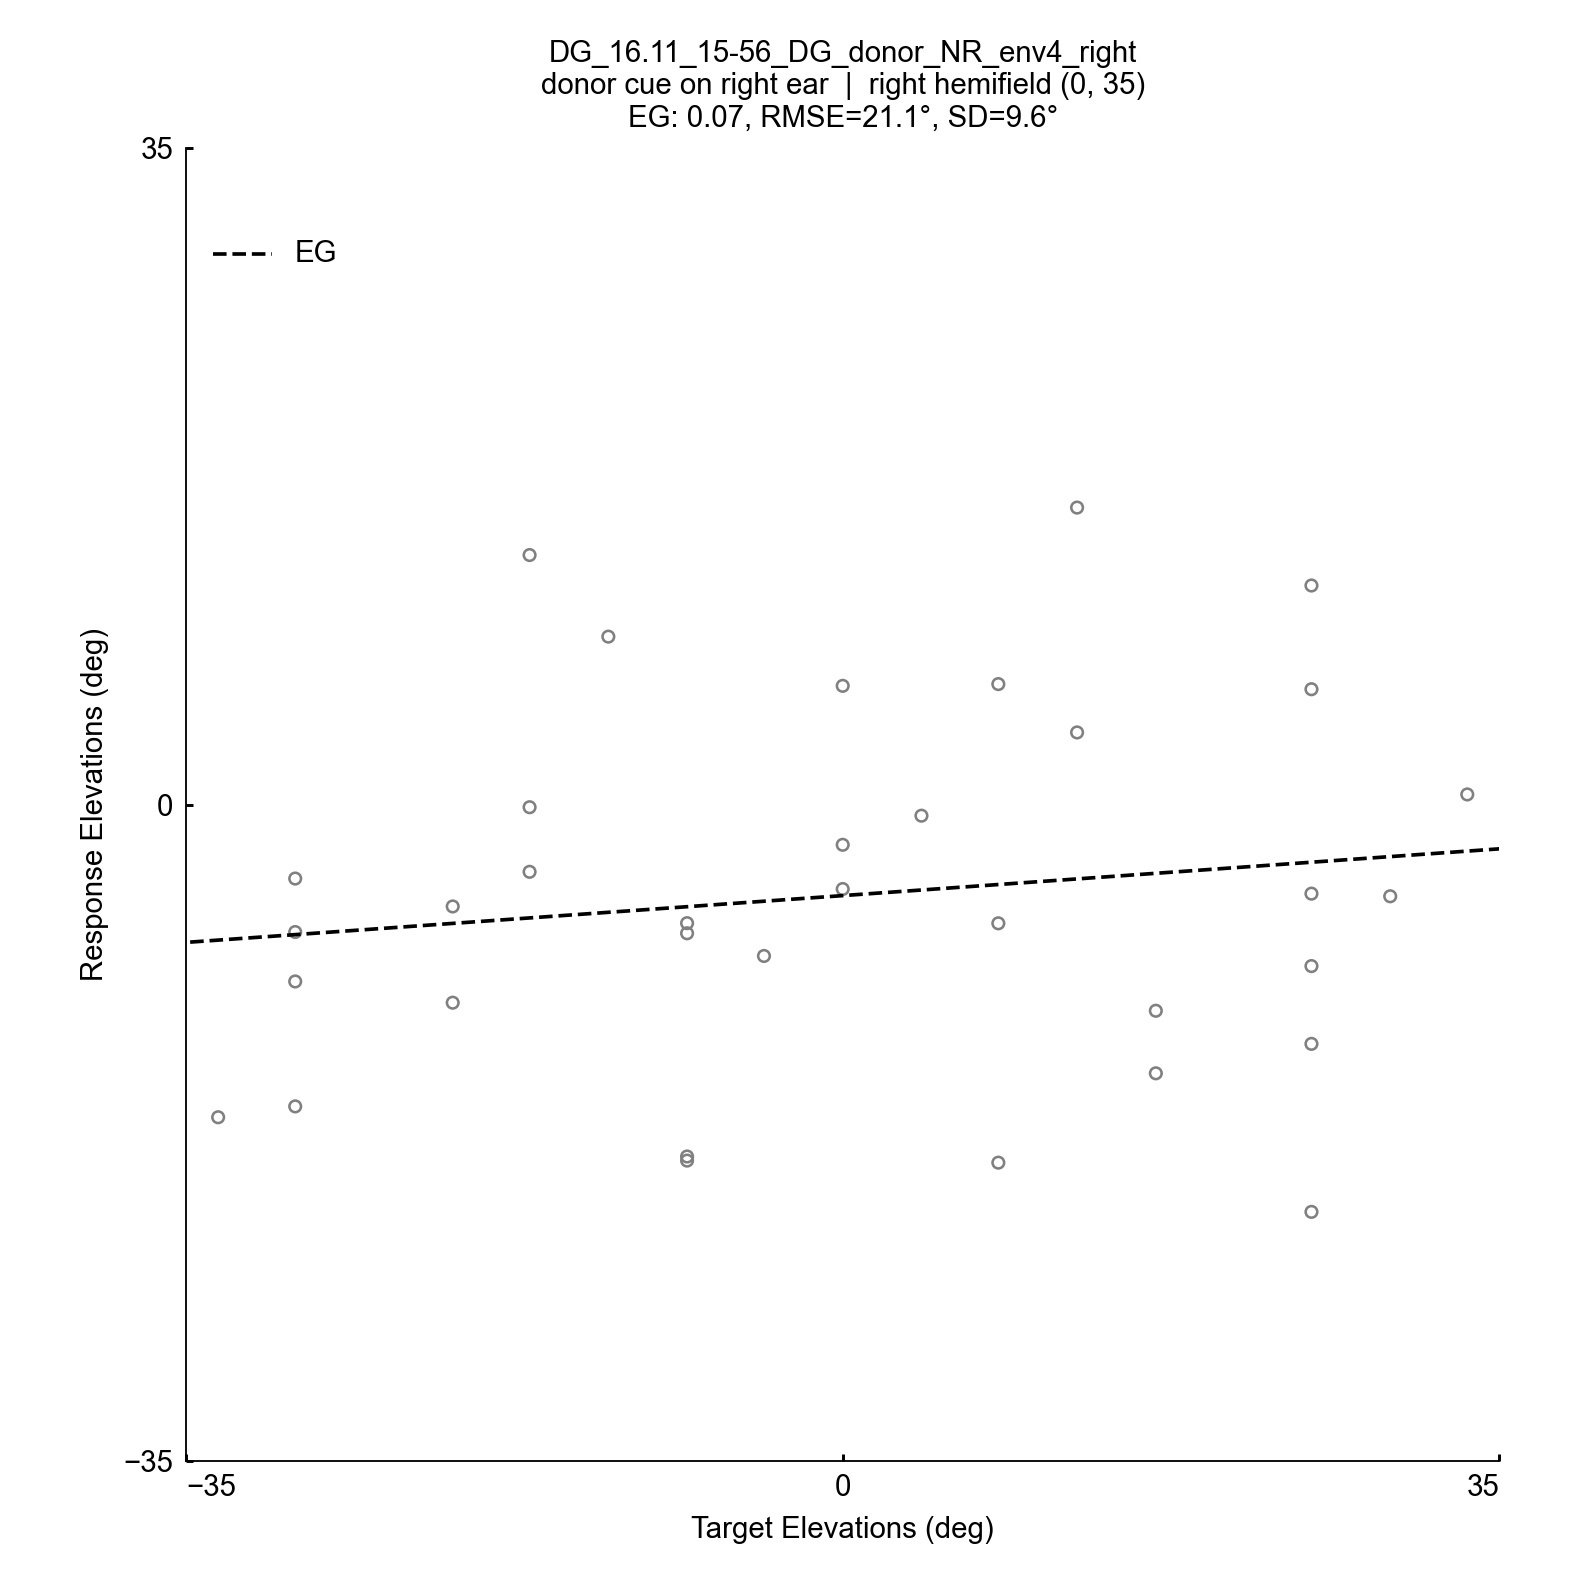 DG_16.11_15-56_DG_donor_NR_env4_right
donor cue on right ear | right hemifield (0, 35)
EG: 0.07, RMSE=21.1°, SD=9.6°
35
EG
Response Elevations (deg)
0
−35
−35
0
35
Target Elevations (deg)